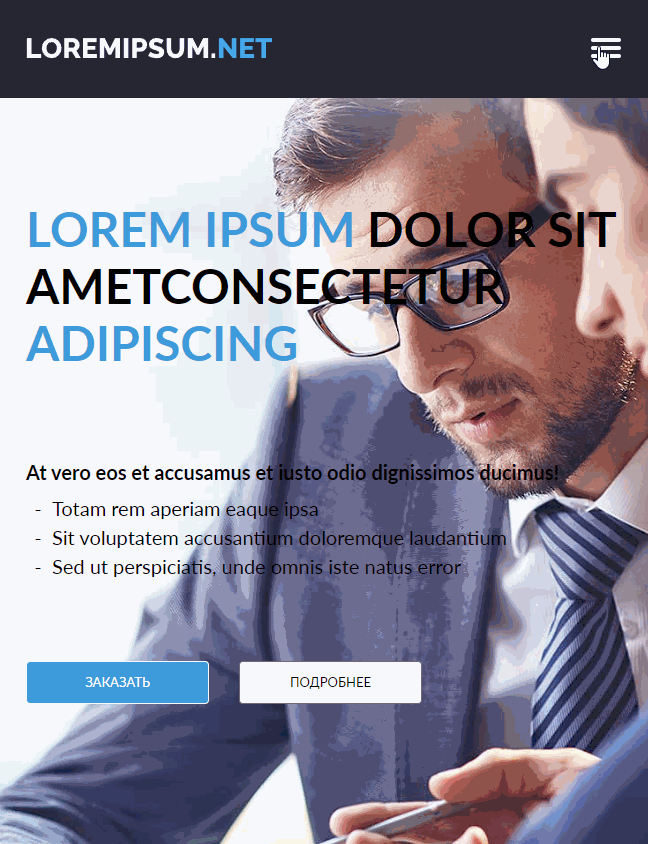 LOREMIPSUM.NET
LOREM IPSUM DOLOR SIT
AMETCONSECTETUR
ADIPISCING
At vero eos et accusamus et iusto odio dignissimos ducimus!
- Totam rem aperiam eaque ipsa
- Sit voluptatem accusantium doloremque laudantium
- Sed ut perspiciatis, unde omnis iste natus error
ЗАКАЗАТЬ
ПОДРОБНЕЕ